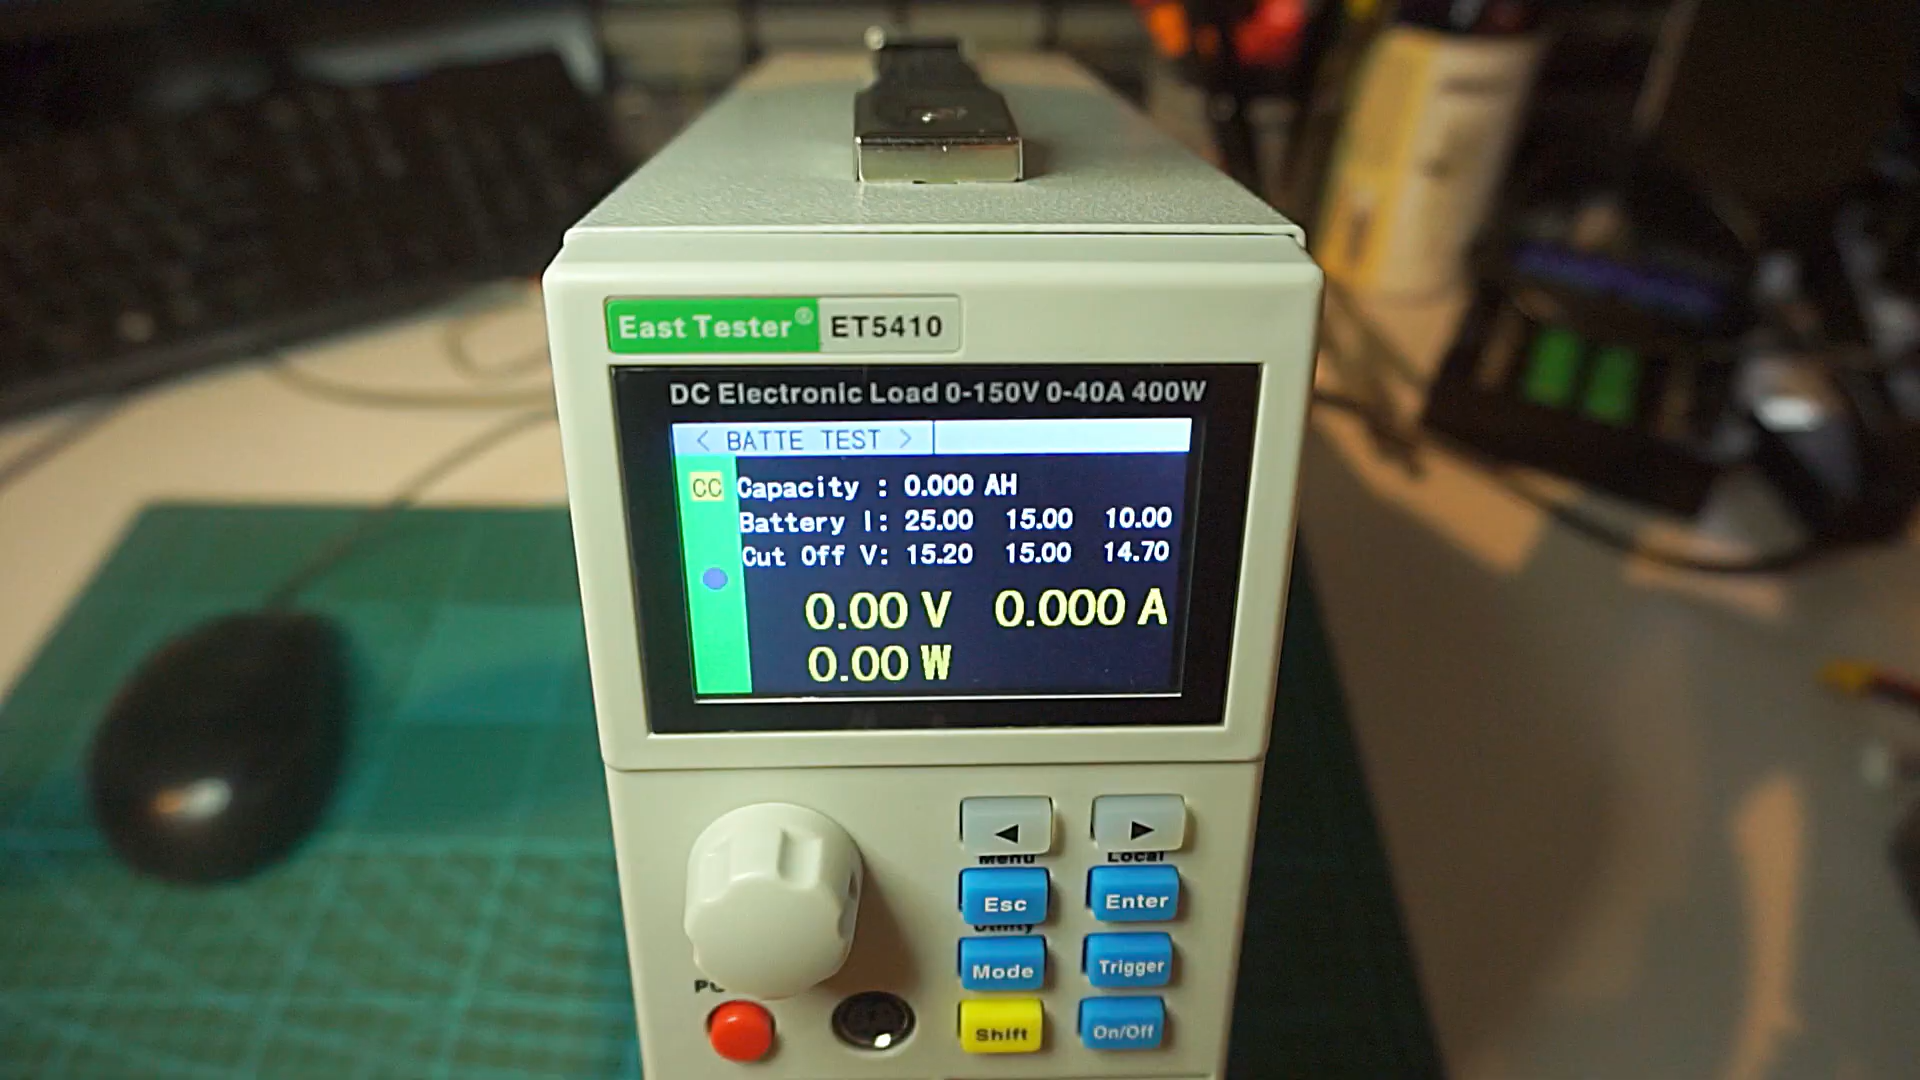 East Tester® ET5410
DC Electronic Load 0-150V 0-40A 400W
< BATTE TEST >
CC Capacity : 0.000 AH
Battery I: 25.00 15.00 10.00
Cut Off V: 15.20 15.00 14.70
0.00 V 0.000 A
0.00 W
◀ ▶
Menu Local
Esc Enter
Utility
Mode Trigger
Shift On/Off